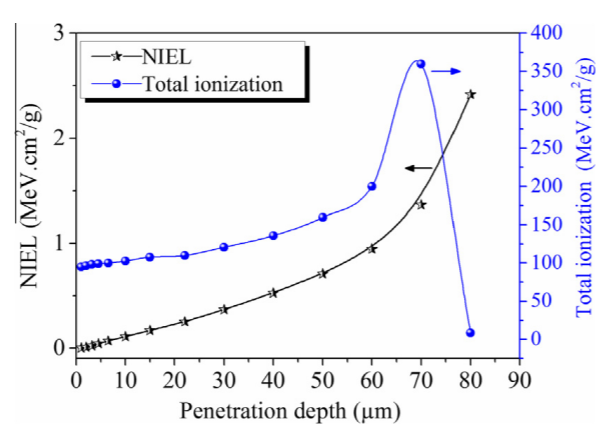 3
2
1
0
NIEL (MeV.cm²/g)
NIEL
Total ionization
400
350
300
250
200
150
100
50
0
Total ionization (MeV.cm²/g)
0 10 20 30 40 50 60 70 80 90
Penetration depth (μm)